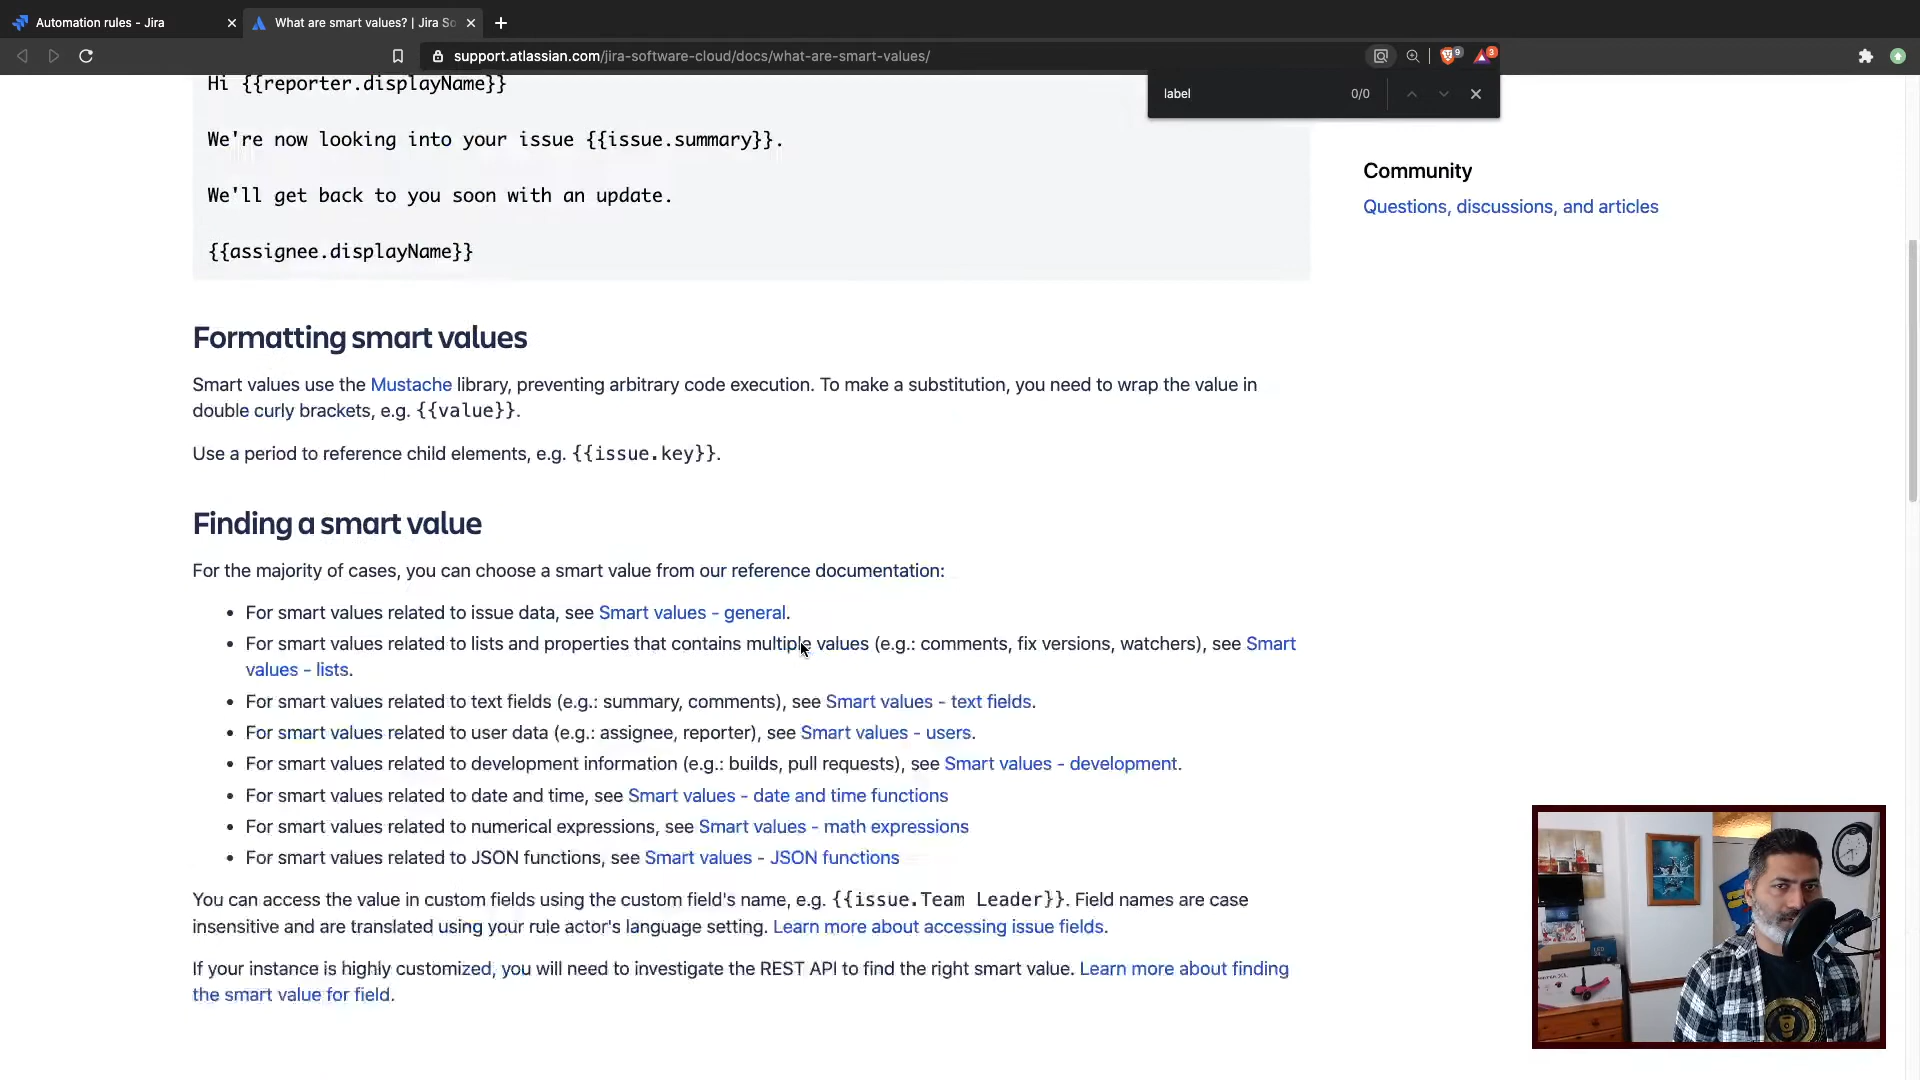 Automation rules - Jira
What are smart values? | Jira So
support.atlassian.com/jira-software-cloud/docs/what-are-smart-values/
9
3
label
0/0
Hi {{reporter.displayName}}
We're now looking into your issue {{issue.summary}}.
We'll get back to you soon with an update.
{{assignee.displayName}}
Community
Questions, discussions, and articles
Formatting smart values
Smart values use the Mustache library, preventing arbitrary code execution. To make a substitution, you need to wrap the value in
double curly brackets, e.g. {{value}}.
Use a period to reference child elements, e.g. {{issue.key}}.
Finding a smart value
For the majority of cases, you can choose a smart value from our reference documentation:
• For smart values related to issue data, see Smart values - general.
• For smart values related to lists and properties that contains multiple values (e.g.: comments, fix versions, watchers), see Smart
values - lists.
• For smart values related to text fields (e.g.: summary, comments), see Smart values - text fields.
• For smart values related to user data (e.g.: assignee, reporter), see Smart values - users.
• For smart values related to development information (e.g.: builds, pull requests), see Smart values - development.
• For smart values related to date and time, see Smart values - date and time functions
• For smart values related to numerical expressions, see Smart values - math expressions
• For smart values related to JSON functions, see Smart values - JSON functions
You can access the value in custom fields using the custom field's name, e.g. {{issue.Team Leader}}. Field names are case
insensitive and are translated using your rule actor's language setting. Learn more about accessing issue fields.
If your instance is highly customized, you will need to investigate the REST API to find the right smart value. Learn more about finding
the smart value for field.